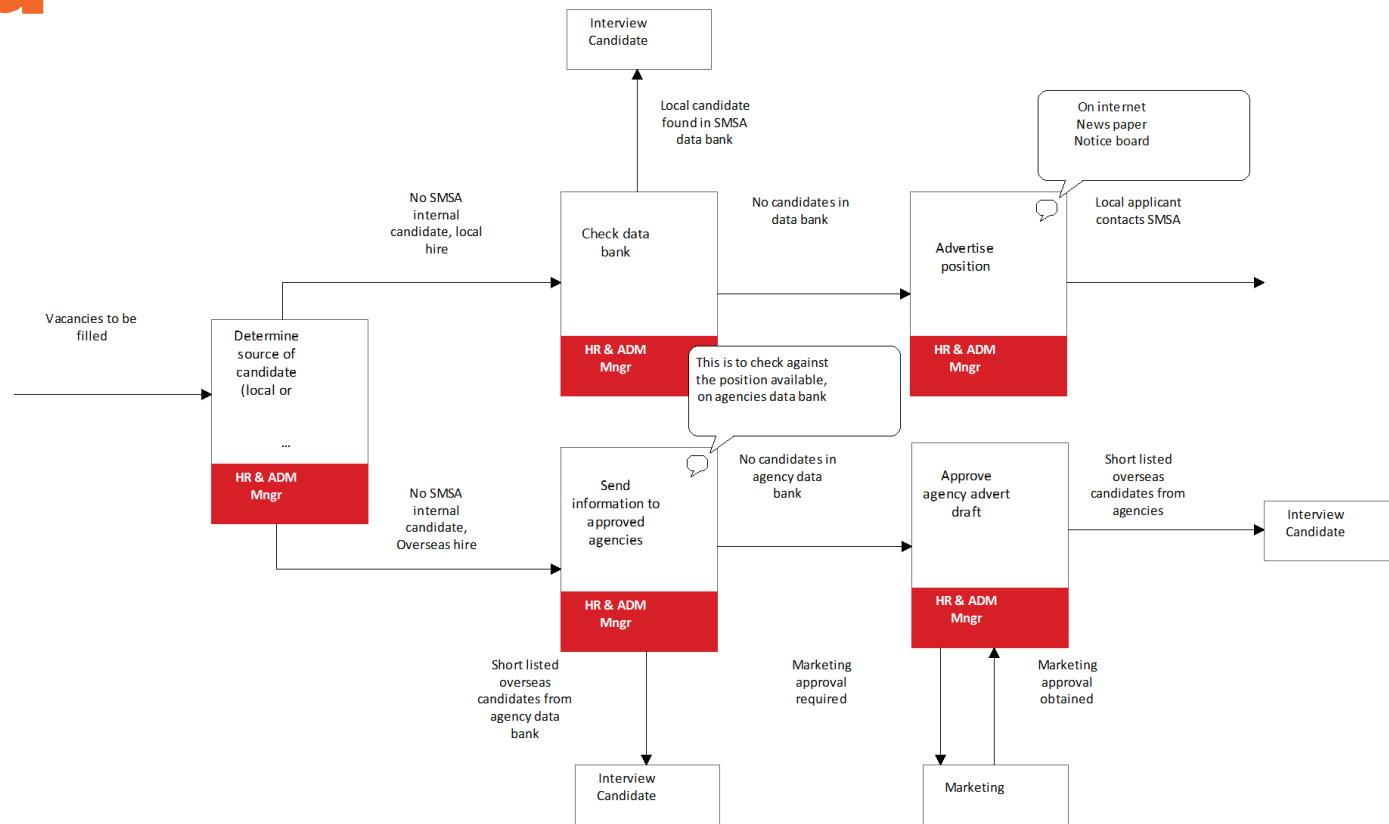 Interview
Candidate
Local candidate
found in SMSA
data bank
On internet
News paper
Notice board
No SMSA
internal
candidate, local
hire
Check data
bank
HR & ADM
Mngr
No candidates in
data bank
Advertise
position
HR & ADM
Mngr
Local applicant
contacts SMSA
Vacancies to be
filled
Determine
source of
candidate
(local or
...
HR & ADM
Mngr
This is to check against
the position available,
on agencies data bank
No SMSA
internal
candidate,
Overseas hire
Send
information to
approved
agencies
HR & ADM
Mngr
No candidates in
agency data
bank
Approve
agency advert
draft
HR & ADM
Mngr
Short listed
overseas
candidates from
agencies
Interview
Candidate
Short listed
overseas
candidates from
agency data
bank
Marketing
approval
required
Marketing
approval
obtained
Interview
Candidate
Marketing